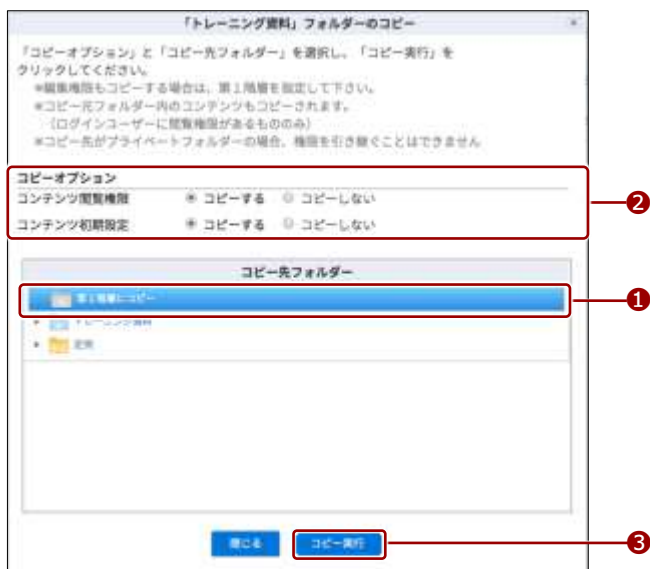 「トレーニング資料」フォルダーのコピー ×
「コピーオプション」と「コピー先フォルダー」を選択し、「コピー実行」を
クリックしてください。
※編集権限もコピーする場合は、第1階層を指定して下さい。
※コピー元フォルダー内のコンテンツもコピーされます。
（ログインユーザーに閲覧権限があるもののみ）
※コピー先がプライベートフォルダーの場合、権限を引き継ぐことはできません
コピーオプション
コンテンツ閲覧権限 コピーする コピーしない
2
コンテンツ初期設定 コピーする コピーしない
コピー先フォルダー
第1階層にコピー
1
トレーニング資料
閉じる コピー実行
3